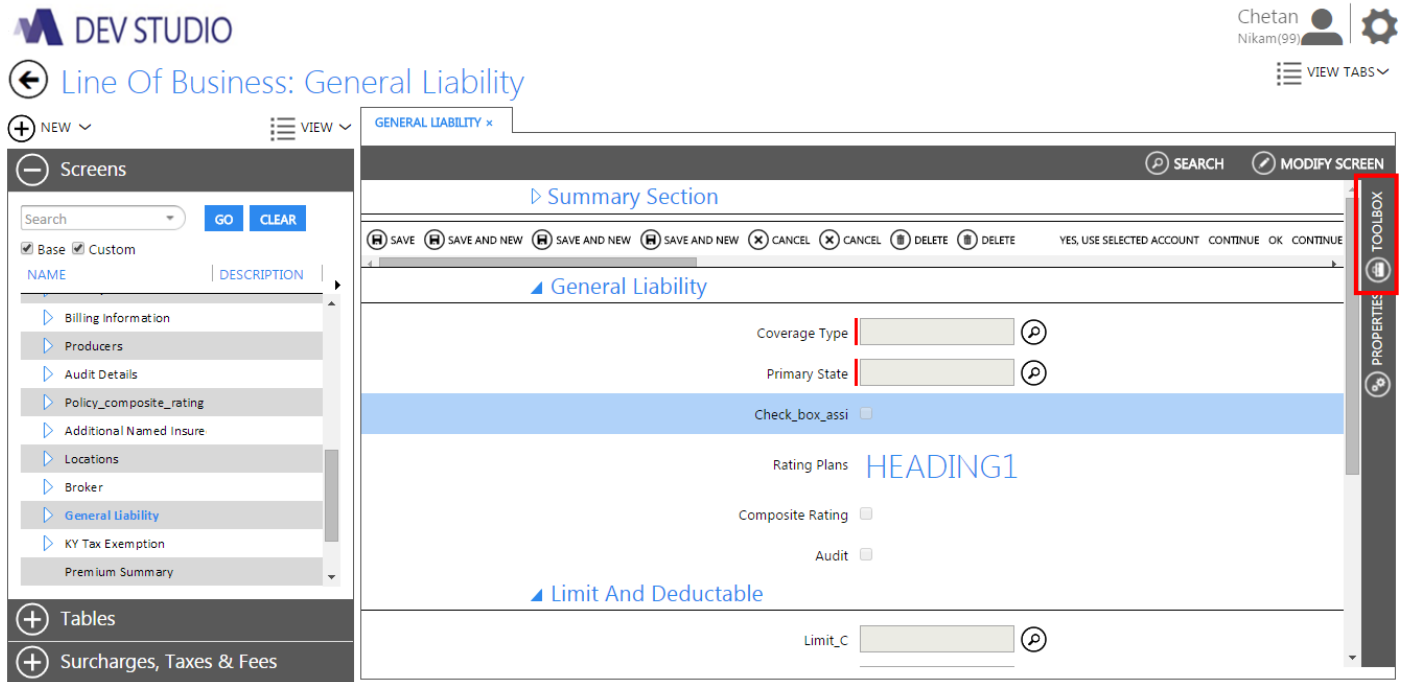 DEV STUDIO
Chetan
Nikam(99)
Line Of Business: General Liability
VIEW TABS
NEW
VIEW
GENERAL LIABILITY ×
Screens
SEARCH
MODIFY SCREEN
Search
GO
CLEAR
Base
Custom
NAME
DESCRIPTION
Billing Information
Producers
Audit Details
Policy_composite_rating
Additional Named Insure
Locations
Broker
General Liability
KY Tax Exemption
Premium Summary
Tables
Surcharges, Taxes & Fees
Summary Section
SAVE SAVE AND NEW SAVE AND NEW SAVE AND NEW CANCEL CANCEL DELETE DELETE YES, USE SELECTED ACCOUNT CONTINUE OK CONTINUE
General Liability
Coverage Type
Primary State
Check_box_assi
Rating Plans HEADING1
Composite Rating
Audit
Limit And Deductable
Limit_C
TOOLBOX
PROPERTIES